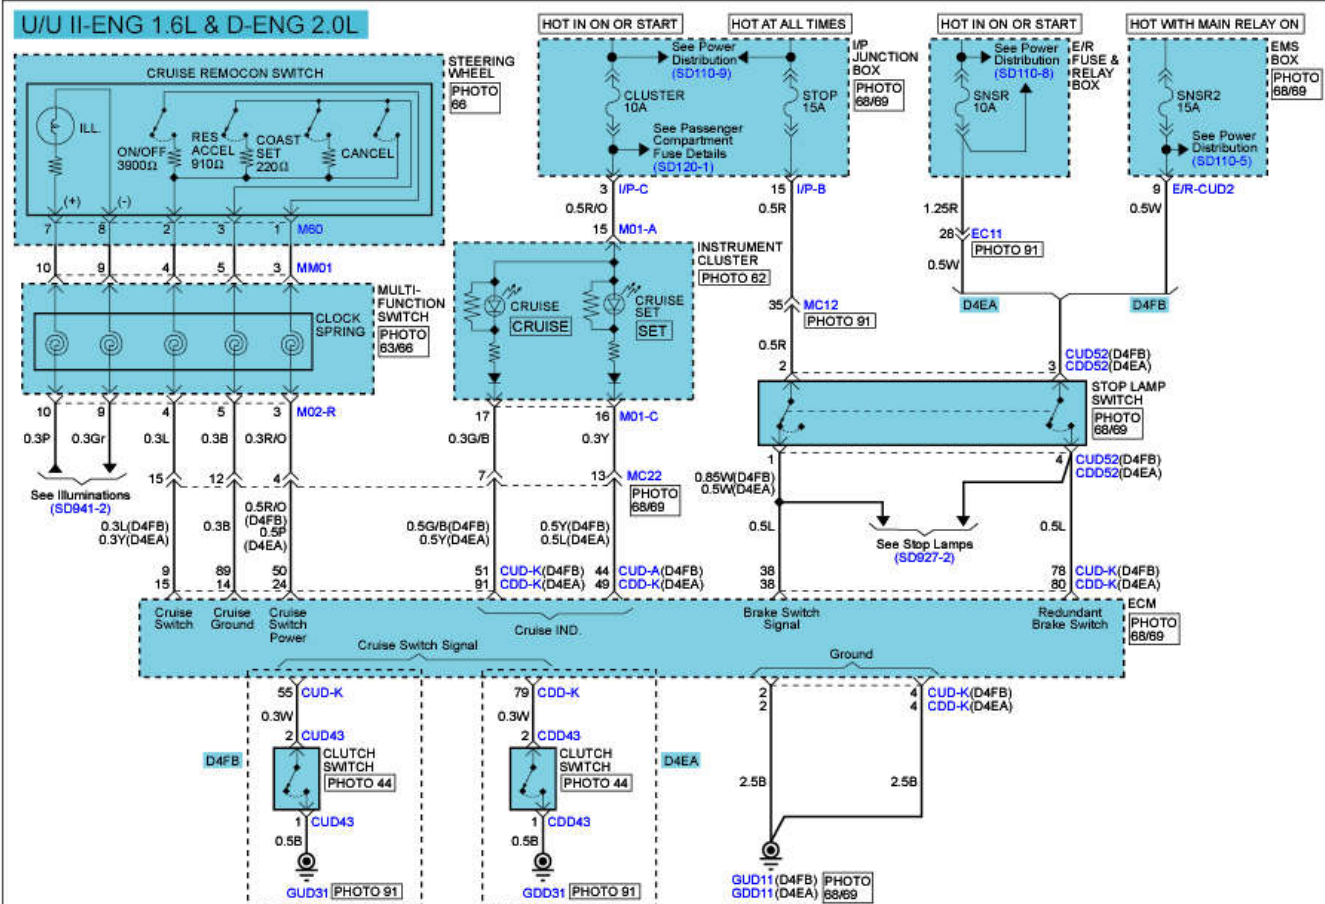 U/U II-ENG 1.6L & D-ENG 2.0L
HOT IN ON OR START
HOT AT ALL TIMES
HOT IN ON OR START
HOT WITH MAIN RELAY ON
STEERING
WHEEL
PHOTO
66
CRUISE REMOCON SWITCH
ILL.
ON/OFF
3900Ω
RES
ACCEL
910Ω
COAST
SET
220Ω
CANCEL
(+)
(-)
7
8
2
3
1
M60
10
9
4
5
3
MM01
MULTI-
FUNCTION
SWITCH
PHOTO
63/66
CLOCK
SPRING
10
9
4
5
3
M02-R
0.3P
0.3Gr
0.3L
0.3B
0.3R/O
See Illuminations
(SD941-2)
15
12
4
0.3L(D4FB)
0.3Y(D4EA)
0.3B
0.5R/O
(D4FB)
0.5P
(D4EA)
9
15
89
14
50
24
See Power
Distribution
(SD110-9)
I/P
JUNCTION
BOX
PHOTO
68/69
CLUSTER
10A
STOP
15A
See Passenger
Compartment
Fuse Details
(SD120-1)
3
I/P-C
15
I/P-B
0.5R/O
0.5R
15
M01-A
INSTRUMENT
CLUSTER
PHOTO 62
CRUISE
CRUISE
CRUISE
SET
SET
17
16
M01-C
0.3G/B
0.3Y
7
13
MC22
PHOTO
68/69
0.5G/B(D4FB)
0.5Y(D4EA)
0.5Y(D4FB)
0.5L(D4EA)
51
91
CUD-K(D4FB)
CDD-K(D4EA)
44
49
CUD-A(D4FB)
CDD-K(D4EA)
35
MC12
PHOTO 91
0.5R
2
See Power
Distribution
(SD110-8)
E/R
FUSE &
RELAY
BOX
SNSR
10A
1.25R
28
EC11
PHOTO 91
0.5W
D4EA
EMS
BOX
PHOTO
68/69
SNSR2
15A
See Power
Distribution
(SD110-5)
9
E/R-CUD2
0.5W
D4FB
3
CUD52(D4FB)
CDD52(D4EA)
STOP LAMP
SWITCH
PHOTO
68/69
1
4
CUD52(D4FB)
CDD52(D4EA)
0.85W(D4FB)
0.5W(D4EA)
0.5L
See Stop Lamps
(SD927-2)
0.5L
38
38
78
80
CUD-K(D4FB)
CDD-K(D4EA)
ECM
PHOTO
68/69
Cruise
Switch
Cruise
Ground
Cruise
Switch
Power
Cruise IND.
Brake Switch
Signal
Redundant
Brake Switch
Cruise Switch Signal
Ground
55
CUD-K
0.3W
2
CUD43
D4FB
CLUTCH
SWITCH
PHOTO 44
1
CUD43
0.5B
GUD31
PHOTO 91
79
CDD-K
0.3W
2
CDD43
D4EA
CLUTCH
SWITCH
PHOTO 44
1
CDD43
0.5B
GDD31
PHOTO 91
2
2
4
4
CUD-K(D4FB)
CDD-K(D4EA)
2.5B
2.5B
GUD11(D4FB)
GDD11(D4EA)
PHOTO
68/69